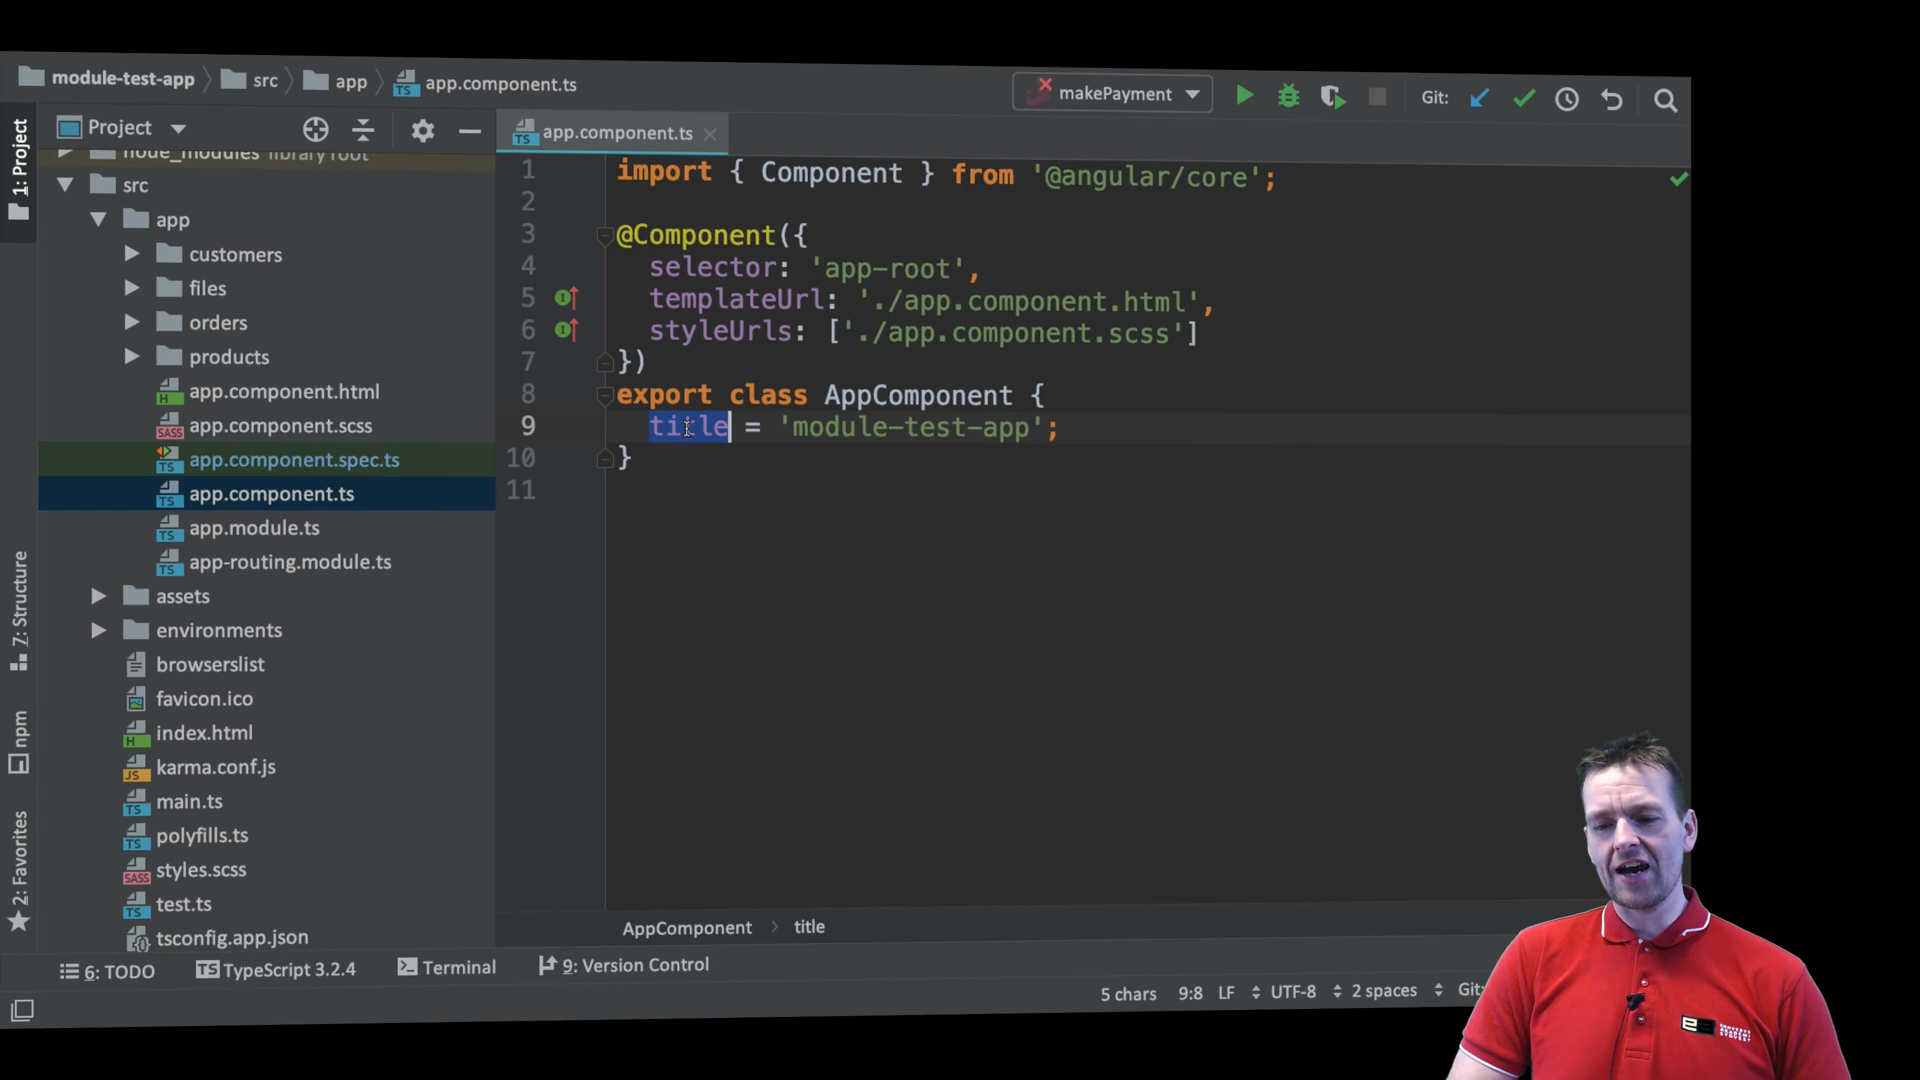 module-test-app src app app.component.ts
makePayment Git:
1: Project
Project
app.component.ts
node_modules library root
src
app
customers
files
orders
products
app.component.html
app.component.scss
app.component.spec.ts
app.component.ts
app.module.ts
app-routing.module.ts
assets
environments
browserslist
favicon.ico
index.html
karma.conf.js
main.ts
polyfills.ts
styles.scss
test.ts
tsconfig.app.json
1 import { Component } from '@angular/core';
2
3 @Component({
4 selector: 'app-root',
5 templateUrl: './app.component.html',
6 styleUrls: ['./app.component.scss']
7 })
8 export class AppComponent {
9 title = 'module-test-app';
10 }
11
7: Structure
npm
2: Favorites
AppComponent > title
6: TODO TypeScript 3.2.4 Terminal 9: Version Control
5 chars 9:8 LF UTF-8 2 spaces Git: